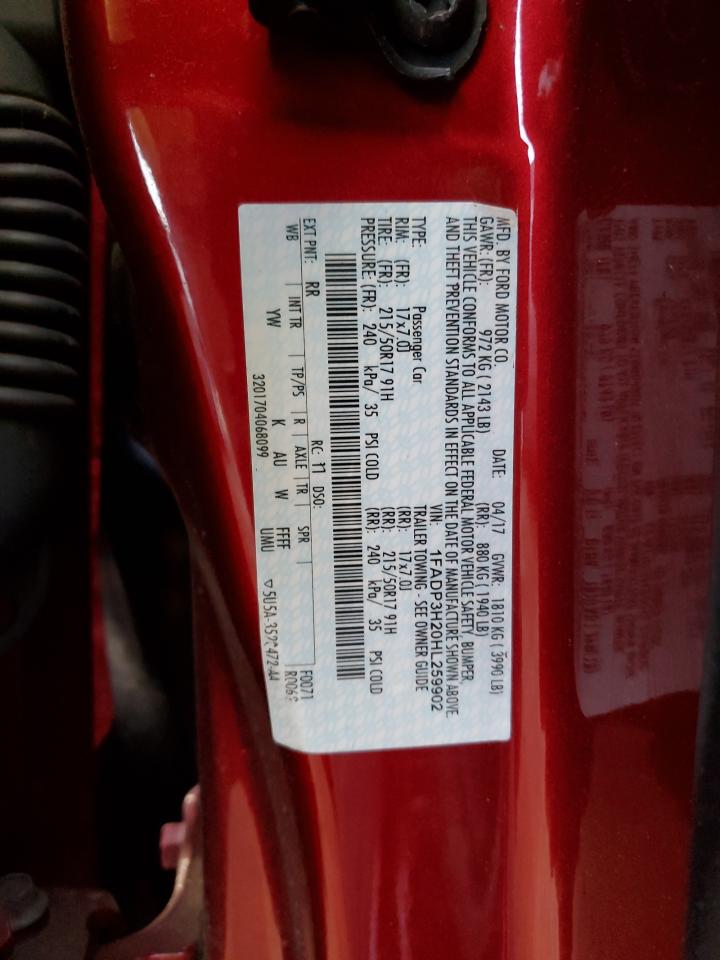 MFD. BY FORD MOTOR CO. DATE: 04/17 GVWR: 1810 KG ( 3990 LB)
GAWR: (FR): 972 KG ( 2143 LB) (RR): 880 KG ( 1940 LB)
THIS VEHICLE CONFORMS TO ALL APPLICABLE FEDERAL MOTOR VEHICLE SAFETY, BUMPER,
AND THEFT PREVENTION STANDARDS IN EFFECT ON THE DATE OF MANUFACTURE SHOWN ABOVE.
VIN: 1FADP3H20HL259902
TYPE: Passenger Car TRAILER TOWING - SEE OWNER GUIDE
RIM: (FR): 17x7.0J (RR): 17x7.0J
TIRE: (FR): 215/50R17 91H (RR): 215/50R17 91H
PRESSURE: (FR): 240 kPa/ 35 PSI COLD (RR): 240 kPa/ 35 PSI COLD
EXT PNT: RR RC: 11 DSO: F0071
WB INT TR TP/PS R AXLE TR SPR
YW K AU W FFFF
3201704068099 UMU